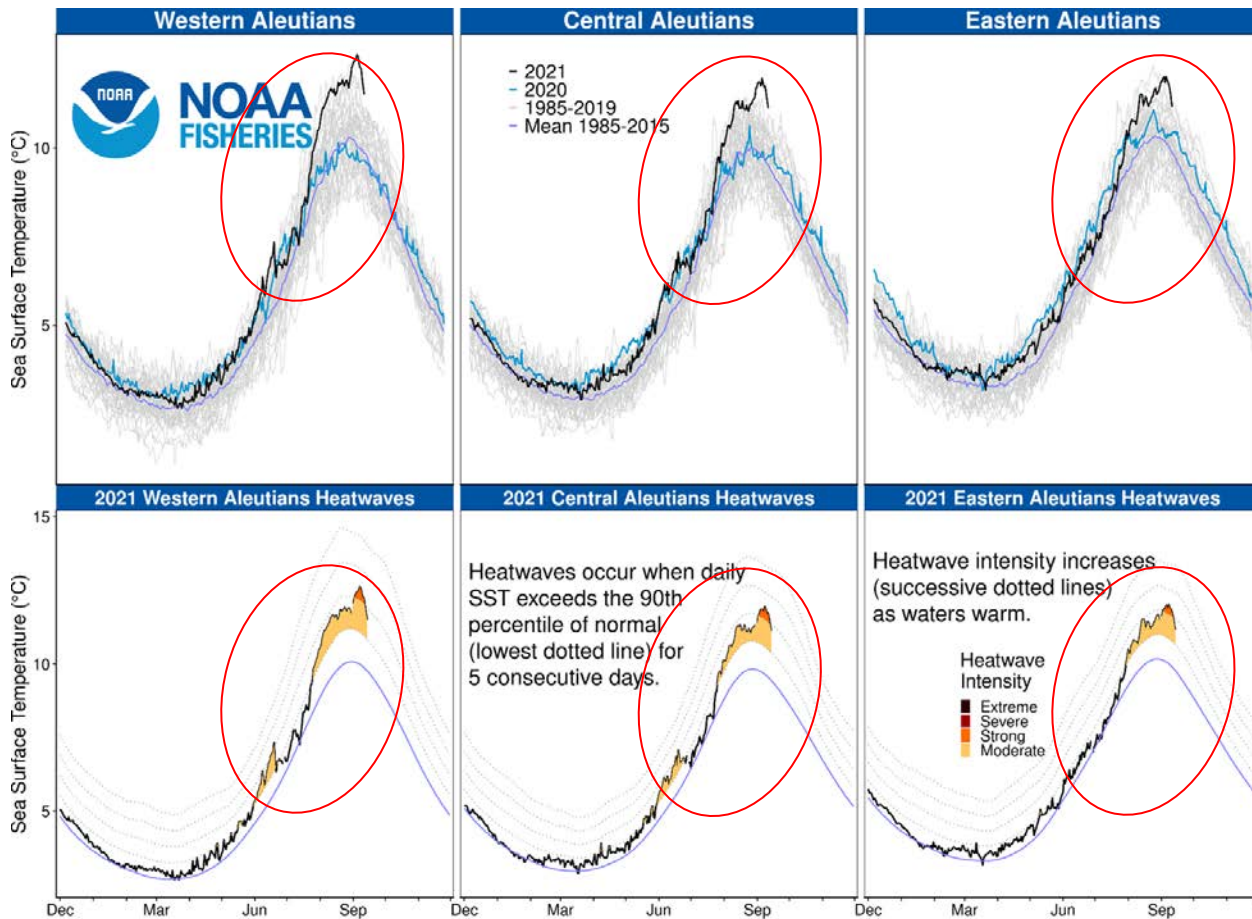 Western Aleutians
Central Aleutians
Eastern Aleutians
NOAA
NOAA
FISHERIES
2021
2020
1985-2019
Mean 1985-2015
Sea Surface Temperature (°C)
10
5
2021 Western Aleutians Heatwaves
2021 Central Aleutians Heatwaves
2021 Eastern Aleutians Heatwaves
Sea Surface Temperature (°C)
15
10
5
Heatwaves occur when daily
SST exceeds the 90th
percentile of normal
(lowest dotted line) for
5 consecutive days.
Heatwave intensity increases
(successive dotted lines)
as waters warm.
Heatwave
Intensity
Extreme
Severe
Strong
Moderate
Dec Mar Jun Sep
Dec Mar Jun Sep
Dec Mar Jun Sep